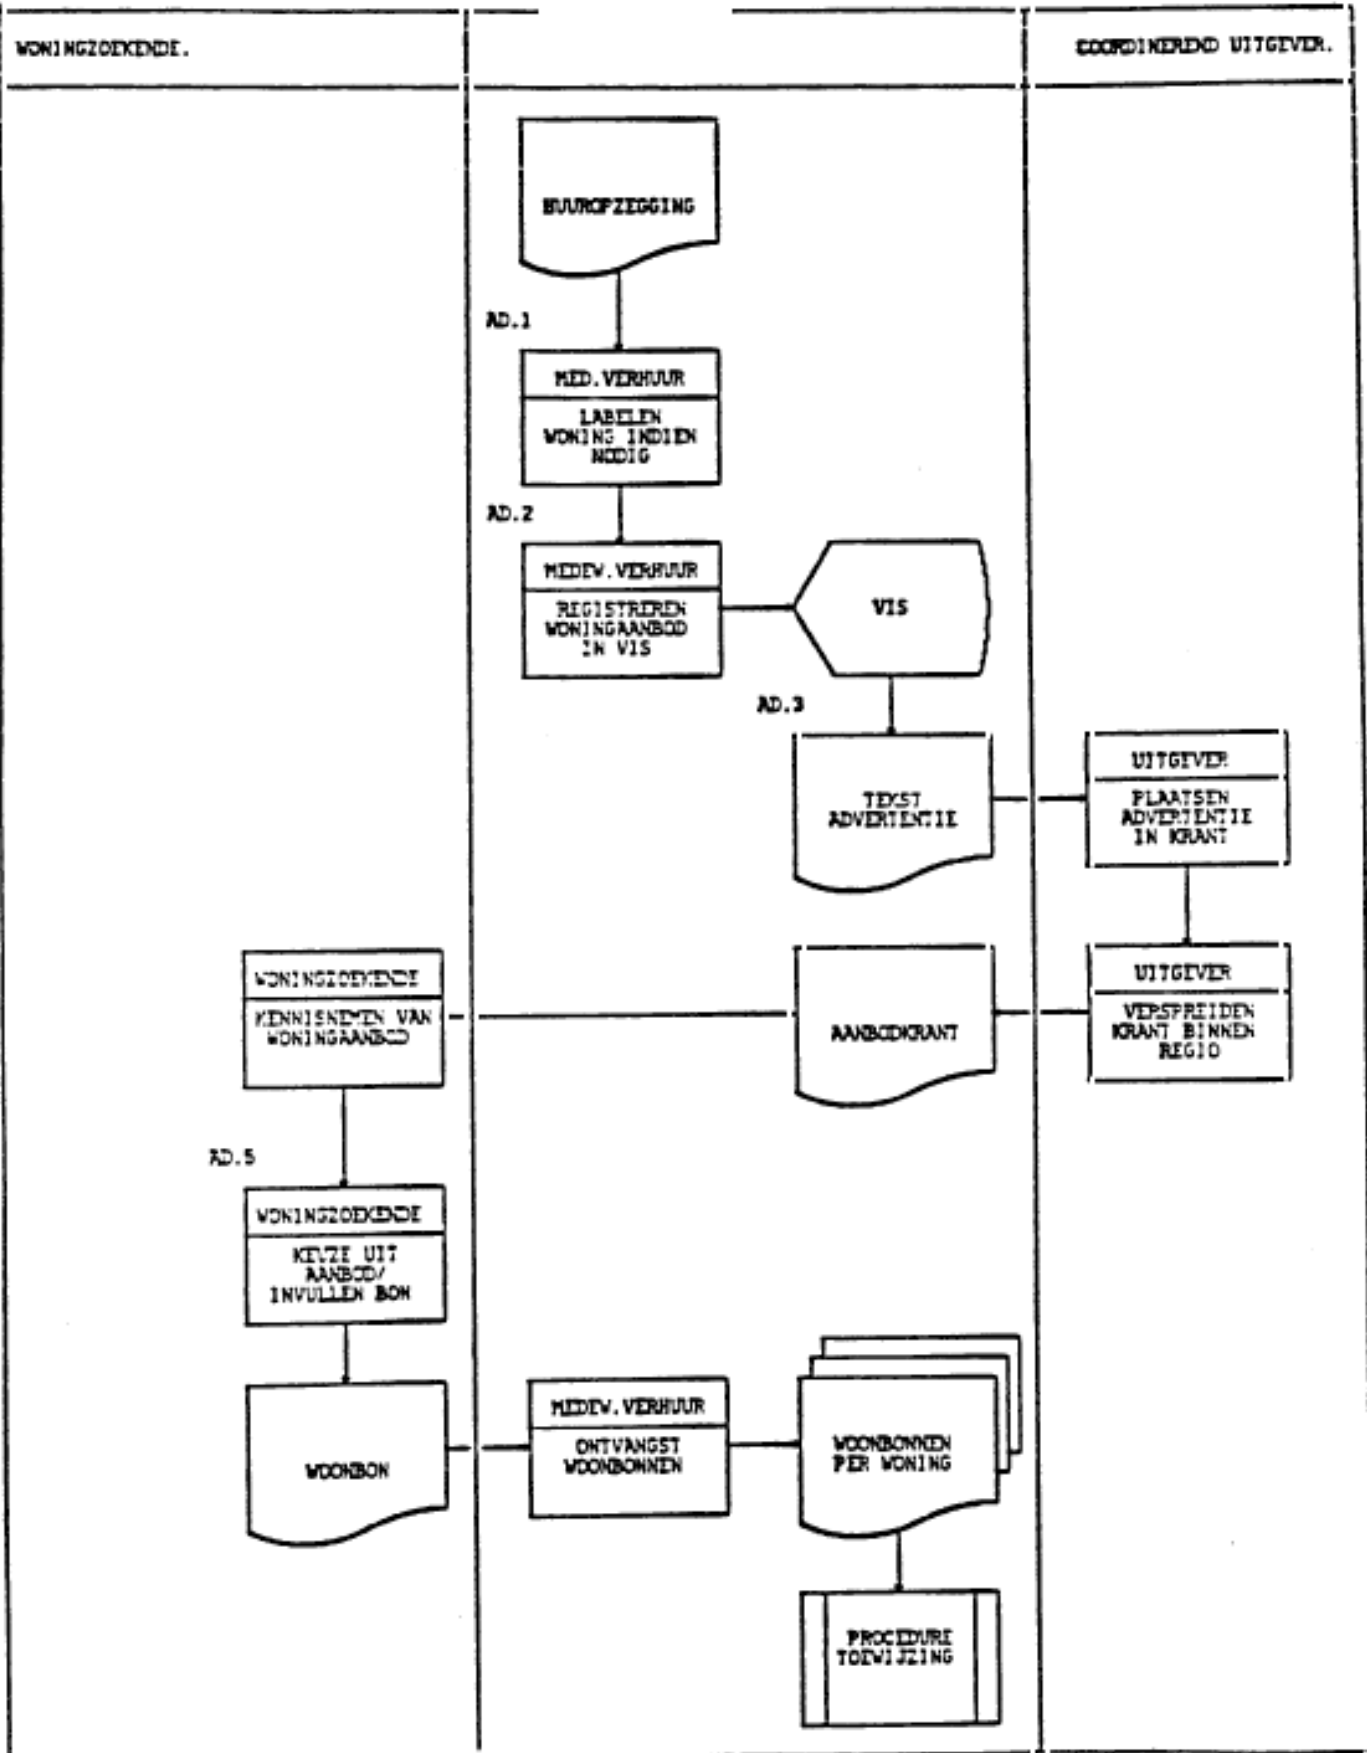 WONINGZOEKENDE.
COORDINEREND UITGEVER.
HUUROPZEGGING
AD.1
MED.VERHUUR
LABELEN
WONING INDIEN
NODIG
AD.2
MEDEW.VERHUUR
REGISTREREN
WONINGAANBOD
IN VIS
VIS
AD.3
TEKST
ADVERTENTIE
UITGEVER
PLAATSEN
ADVERTENTIE
IN KRANT
UITGEVER
VERSPREIDEN
KRANT BINNEN
REGIO
AANBODKRANT
WONINGZOEKENDE
KENNISNEMEN VAN
WONINGAANBOD
AD.5
WONINGZOEKENDE
KEUZE UIT
AANBOD/
INVULLEN BON
WOONBON
MEDEW.VERHUUR
ONTVANGST
WOONBONNEN
WOONBONNEN
PER WONING
PROCEDURE
TOEWIJZING